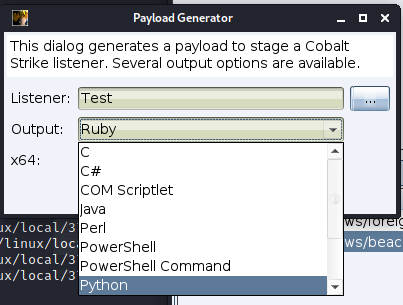 Payload Generator
This dialog generates a payload to stage a Cobalt
Strike listener. Several output options are available.
Listener: Test ...
Output: Ruby
x64:
C
C#
COM Scriptlet
Java
Perl
PowerShell
PowerShell Command
Python
ux/local/3
/linux/loca
ux/local/3
ux/local/3
ws/foreig
ws/beac